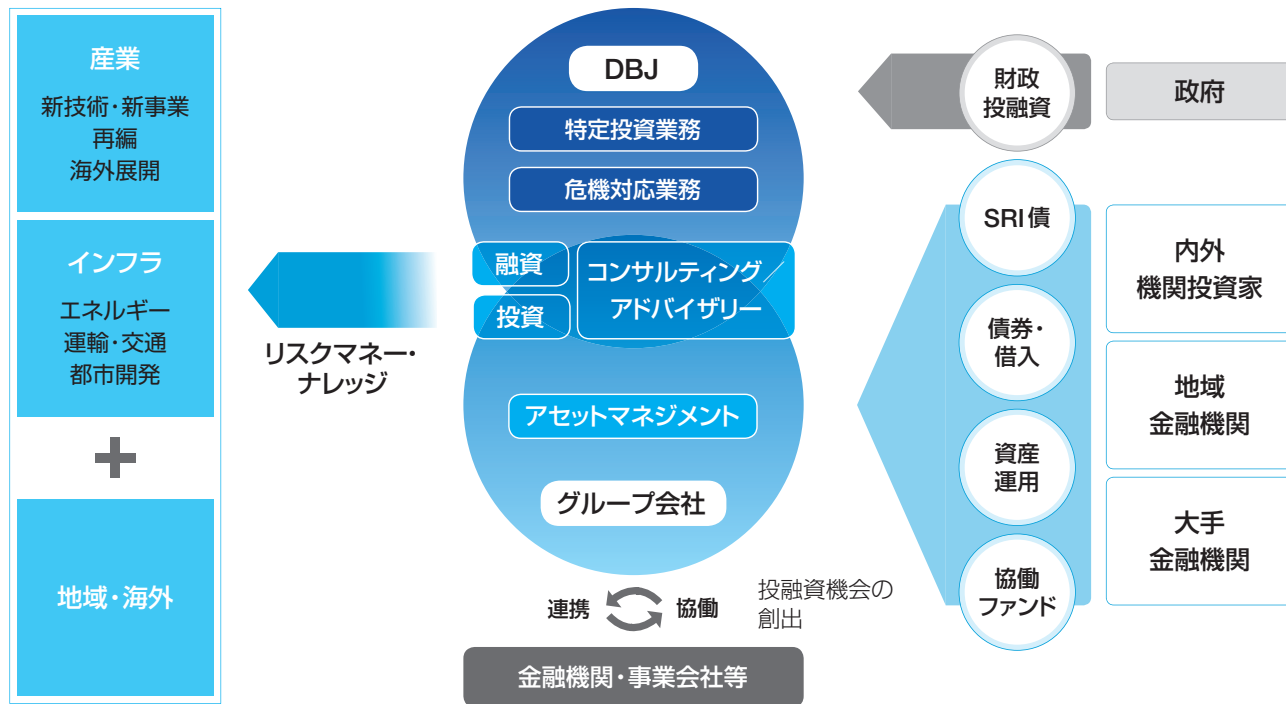 産業
新技術・新事業
再編
海外展開
インフラ
エネルギー
運輸・交通
都市開発
地域・海外
リスクマネー・
ナレッジ
DBJ
特定投資業務
危機対応業務
融資
投資
コンサルティング／
アドバイザリー
アセットマネジメント
グループ会社
連携
協働
投融資機会の
創出
金融機関・事業会社等
財政
投融資
政府
SRI債
債券・
借入
資産
運用
協働
ファンド
内外
機関投資家
地域
金融機関
大手
金融機関